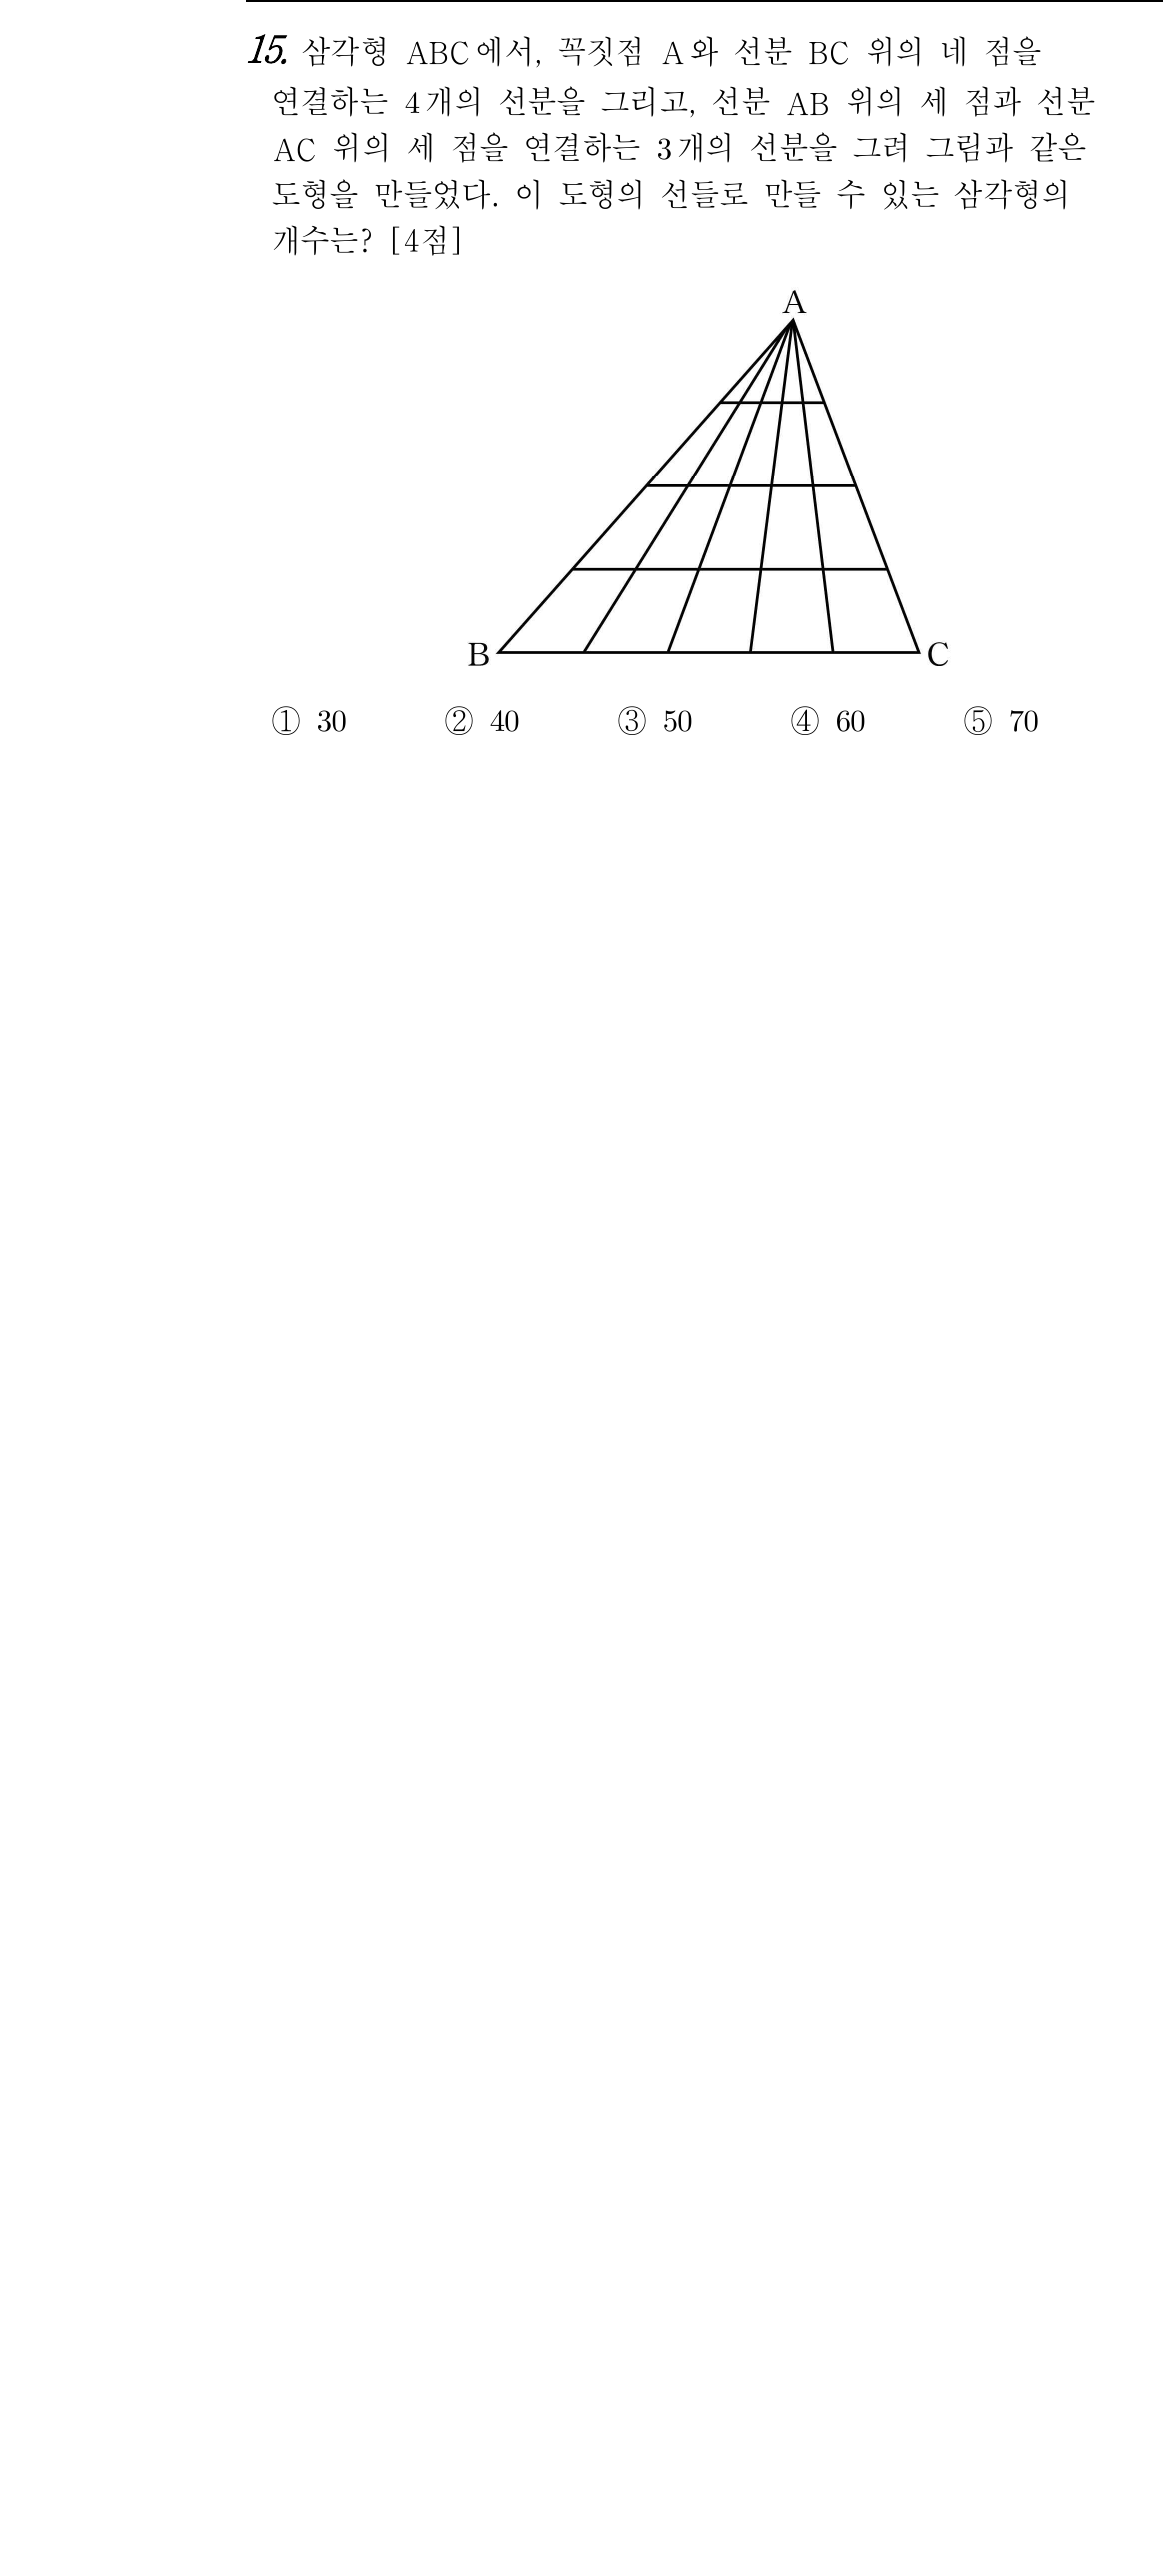 15. 삼각형 ABC에서, 꼭짓점 A와 선분 BC 위의 네 점을
연결하는 4개의 선분을 그리고, 선분 AB 위의 세 점과 선분
AC 위의 세 점을 연결하는 3개의 선분을 그려 그림과 같은
도형을 만들었다. 이 도형의 선들로 만들 수 있는 삼각형의
개수는? [4점]
A
B
C
① 30 ② 40 ③ 50 ④ 60 ⑤ 70